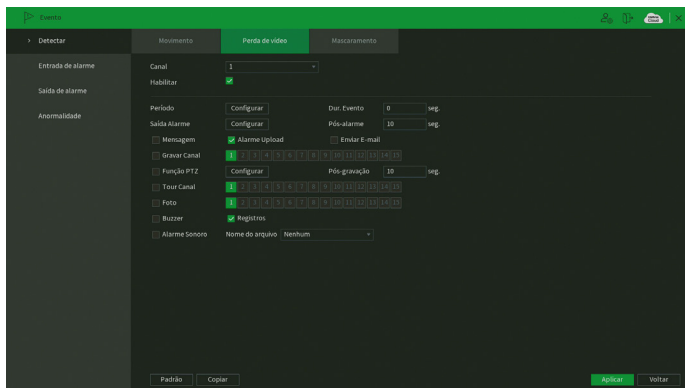 Evento
Detectar
Movimento Perda de vídeo Mascaramento
Entrada de alarme
Saída de alarme
Anormalidade
Canal 1
Habilitar
Período Configurar Dur. Evento 0 seg.
Saída Alarme Configurar Pós-alarme 10 seg.
Mensagem Alarme Upload Enviar E-mail
Gravar Canal 1 2 3 4 5 6 7 8 9 10 11 12 13 14 15
Função PTZ Configurar Pós-gravação 10 seg.
Tour Canal 1 2 3 4 5 6 7 8 9 10 11 12 13 14 15
Foto 1 2 3 4 5 6 7 8 9 10 11 12 13 14 15
Buzzer Registros
Alarme Sonoro Nome do arquivo Nenhum
Padrão Copiar Aplicar Voltar